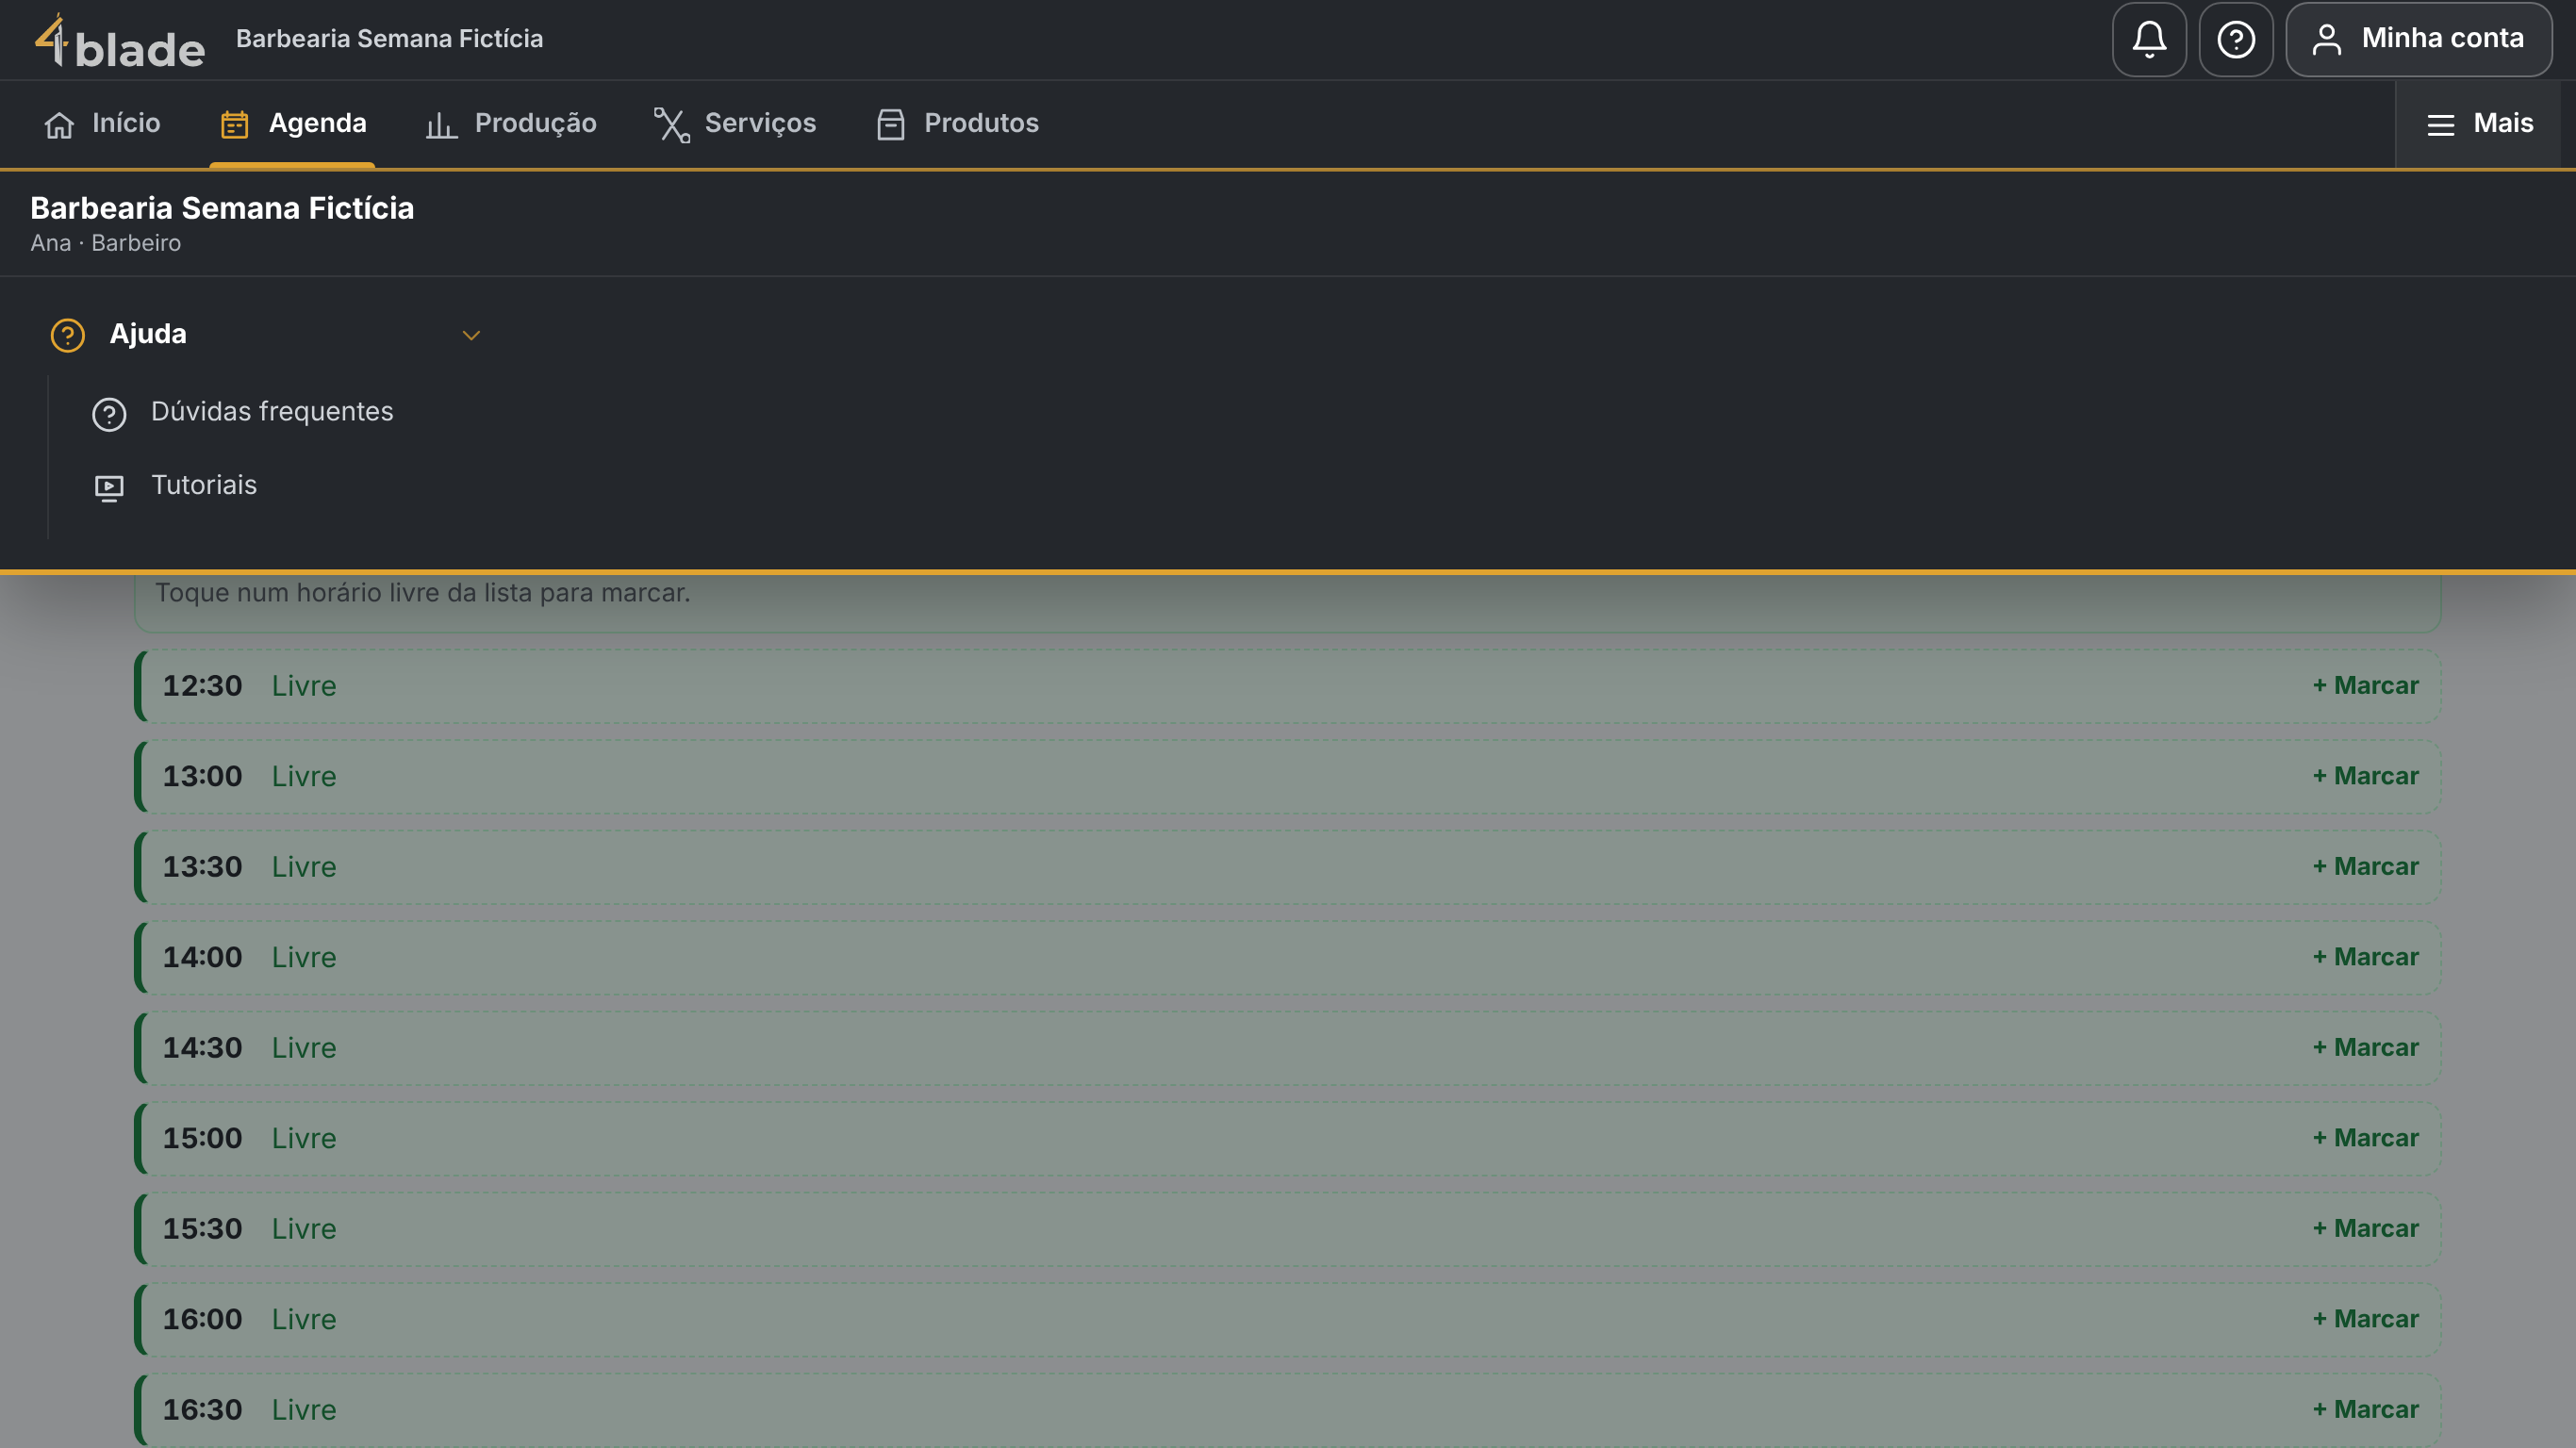 4blade Barbearia Semana Fictícia Minha conta
Início Agenda Produção Serviços Produtos Mais
Barbearia Semana Fictícia
Ana · Barbeiro
Ajuda
Dúvidas frequentes
Tutoriais
Toque num horário livre da lista para marcar.
12:30 Livre + Marcar
13:00 Livre + Marcar
13:30 Livre + Marcar
14:00 Livre + Marcar
14:30 Livre + Marcar
15:00 Livre + Marcar
15:30 Livre + Marcar
16:00 Livre + Marcar
16:30 Livre + Marcar